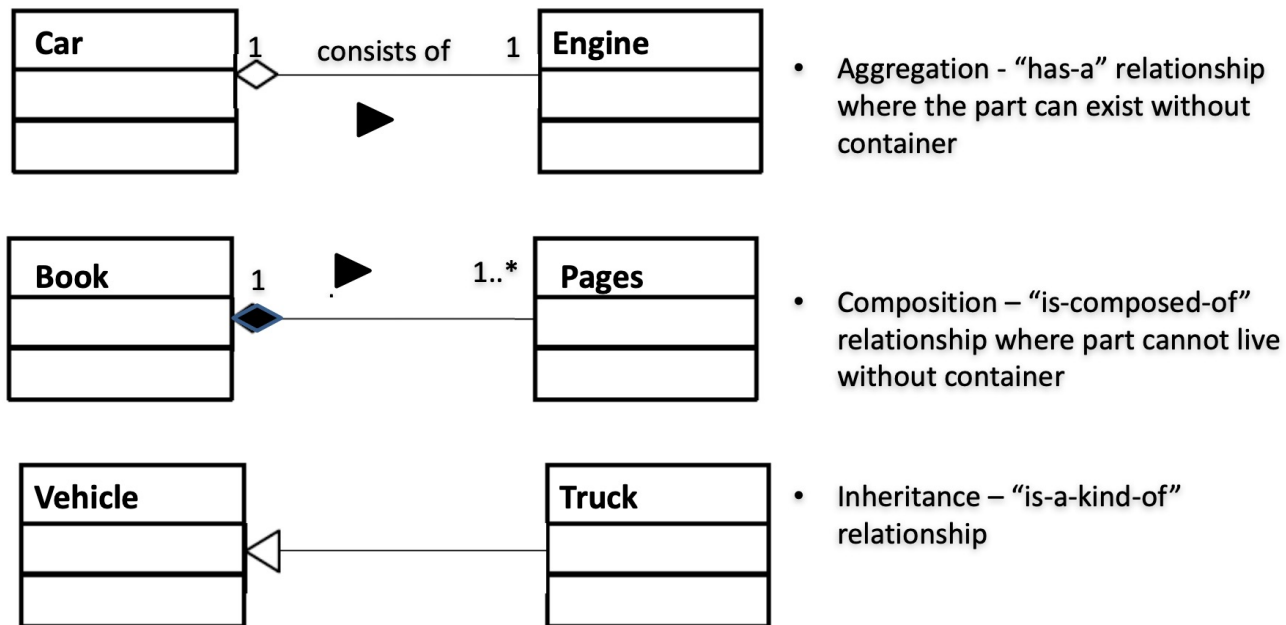 Car
1
consists of
1
Engine
• Aggregation - “has-a” relationship
where the part can exist without
container
Book
1
1..*
Pages
• Composition – “is-composed-of”
relationship where part cannot live
without container
Vehicle
Truck
• Inheritance – “is-a-kind-of”
relationship